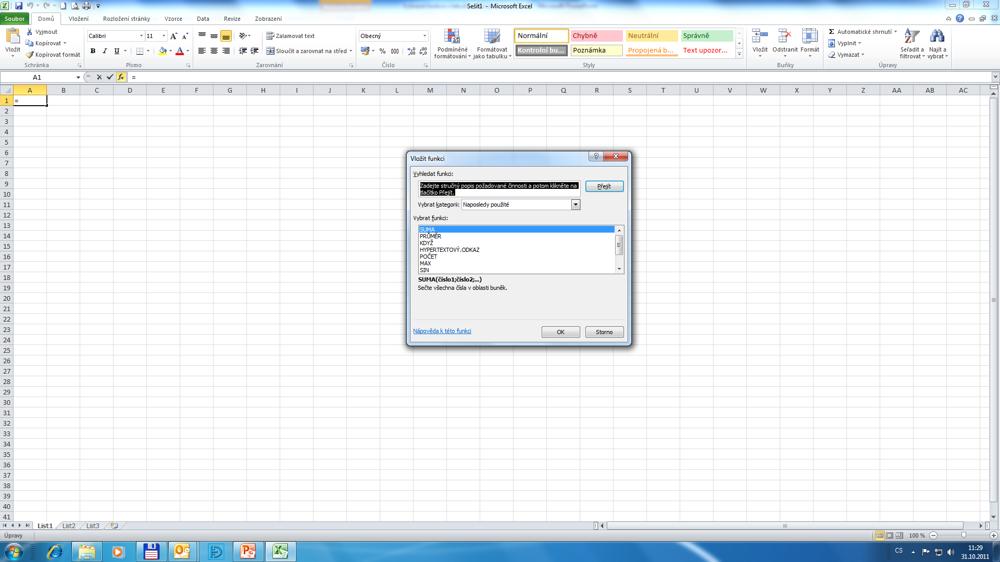 Sešit1 - Microsoft Excel
Soubor Domů Vložení Rozložení stránky Vzorce Data Revize Zobrazení
Vložit
Vyjmout
Kopírovat
Kopírovat formát
Schránka
Calibri 11
B I U
Písmo
Zalamovat text
Sloučit a zarovnat na střed
Zarovnání
Obecný
% 000
Číslo
Podmíněné formátování
Formátovat jako tabulku
Normální Chybně Neutrální Správně
Kontrolní bu... Poznámka Propojená b... Text upozor...
Styly
Vložit Odstranit Formát
Buňky
Σ Automatické shrnutí
Vyplnit
Vymazat
Seřadit a filtrovat
Najít a vybrat
Úpravy
A1 fx =
A B C D E F G H I J K L M N O P Q R S T U V W X Y Z AA AB AC
1 =
2
3
4
5
6
7
8
9
10
11
12
13
14
15
16
17
18
19
20
21
22
23
24
25
26
27
28
29
30
31
32
33
34
35
36
37
38
39
40
41
Vložit funkci
Vyhledat funkci:
Zadejte stručný popis požadované činnosti a potom klikněte na
tlačítko Přejít.
Přejít
Vybrat kategorii: Naposledy použité
Vybrat funkci:
SUMA
PRŮMĚR
KDYŽ
HYPERTEXTOVÝ.ODKAZ
POČET
MAX
SIN
SUMA(číslo1;číslo2;...)
Sečte všechna čísla v oblasti buněk.
Nápověda k této funkci
OK Storno
List1 List2 List3
Úpravy
100 %
CS
11:29
31.10.2011